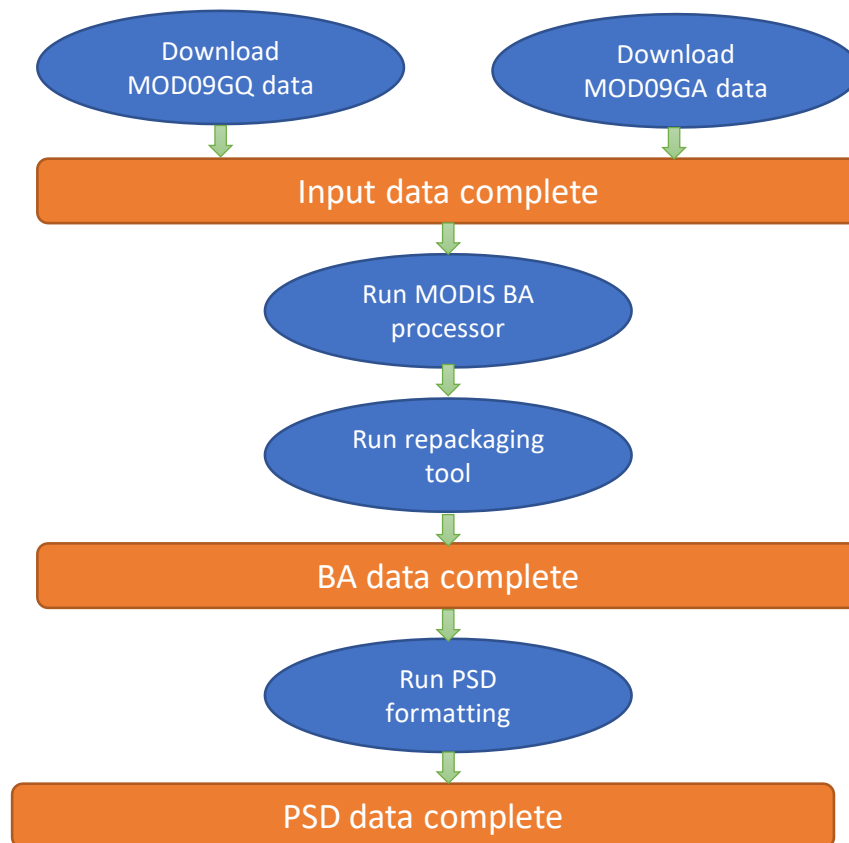 Download
MOD09GQ data
Download
MOD09GA data
Input data complete
Run MODIS BA
processor
Run repackaging
tool
BA data complete
Run PSD
formatting
PSD data complete